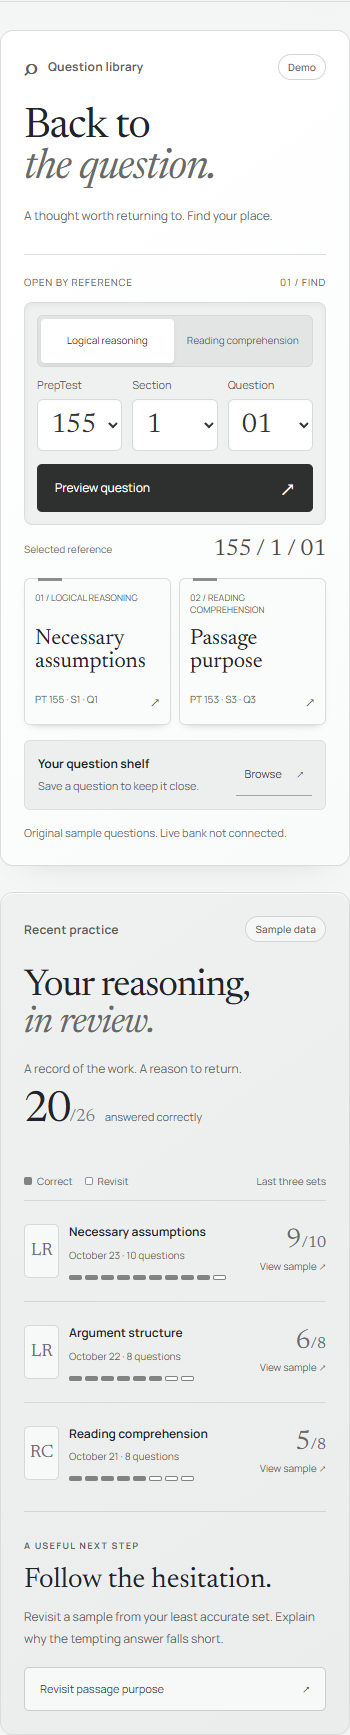 Question library
Demo
Back to
the question.
A thought worth returning to. Find your place.
OPEN BY REFERENCE
01 / FIND
Logical reasoning
Reading comprehension
PrepTest
Section
Question
155
1
01
Preview question ↗
Selected reference
155 / 1 / 01
01 / LOGICAL REASONING
Necessary
assumptions
PT 155 · S1 · Q1 ↗
02 / READING
COMPREHENSION
Passage
purpose
PT 153 · S3 · Q3 ↗
Your question shelf
Save a question to keep it close.
Browse ↗
Original sample questions. Live bank not connected.
Recent practice
Sample data
Your reasoning,
in review.
A record of the work. A reason to return.
20/26 answered correctly
Correct
Revisit
Last three sets
LR
Necessary assumptions
October 23 · 10 questions
9/10
View sample ↗
LR
Argument structure
October 22 · 8 questions
6/8
View sample ↗
RC
Reading comprehension
October 21 · 8 questions
5/8
View sample ↗
A USEFUL NEXT STEP
Follow the hesitation.
Revisit a sample from your least accurate set. Explain
why the tempting answer falls short.
Revisit passage purpose ↗